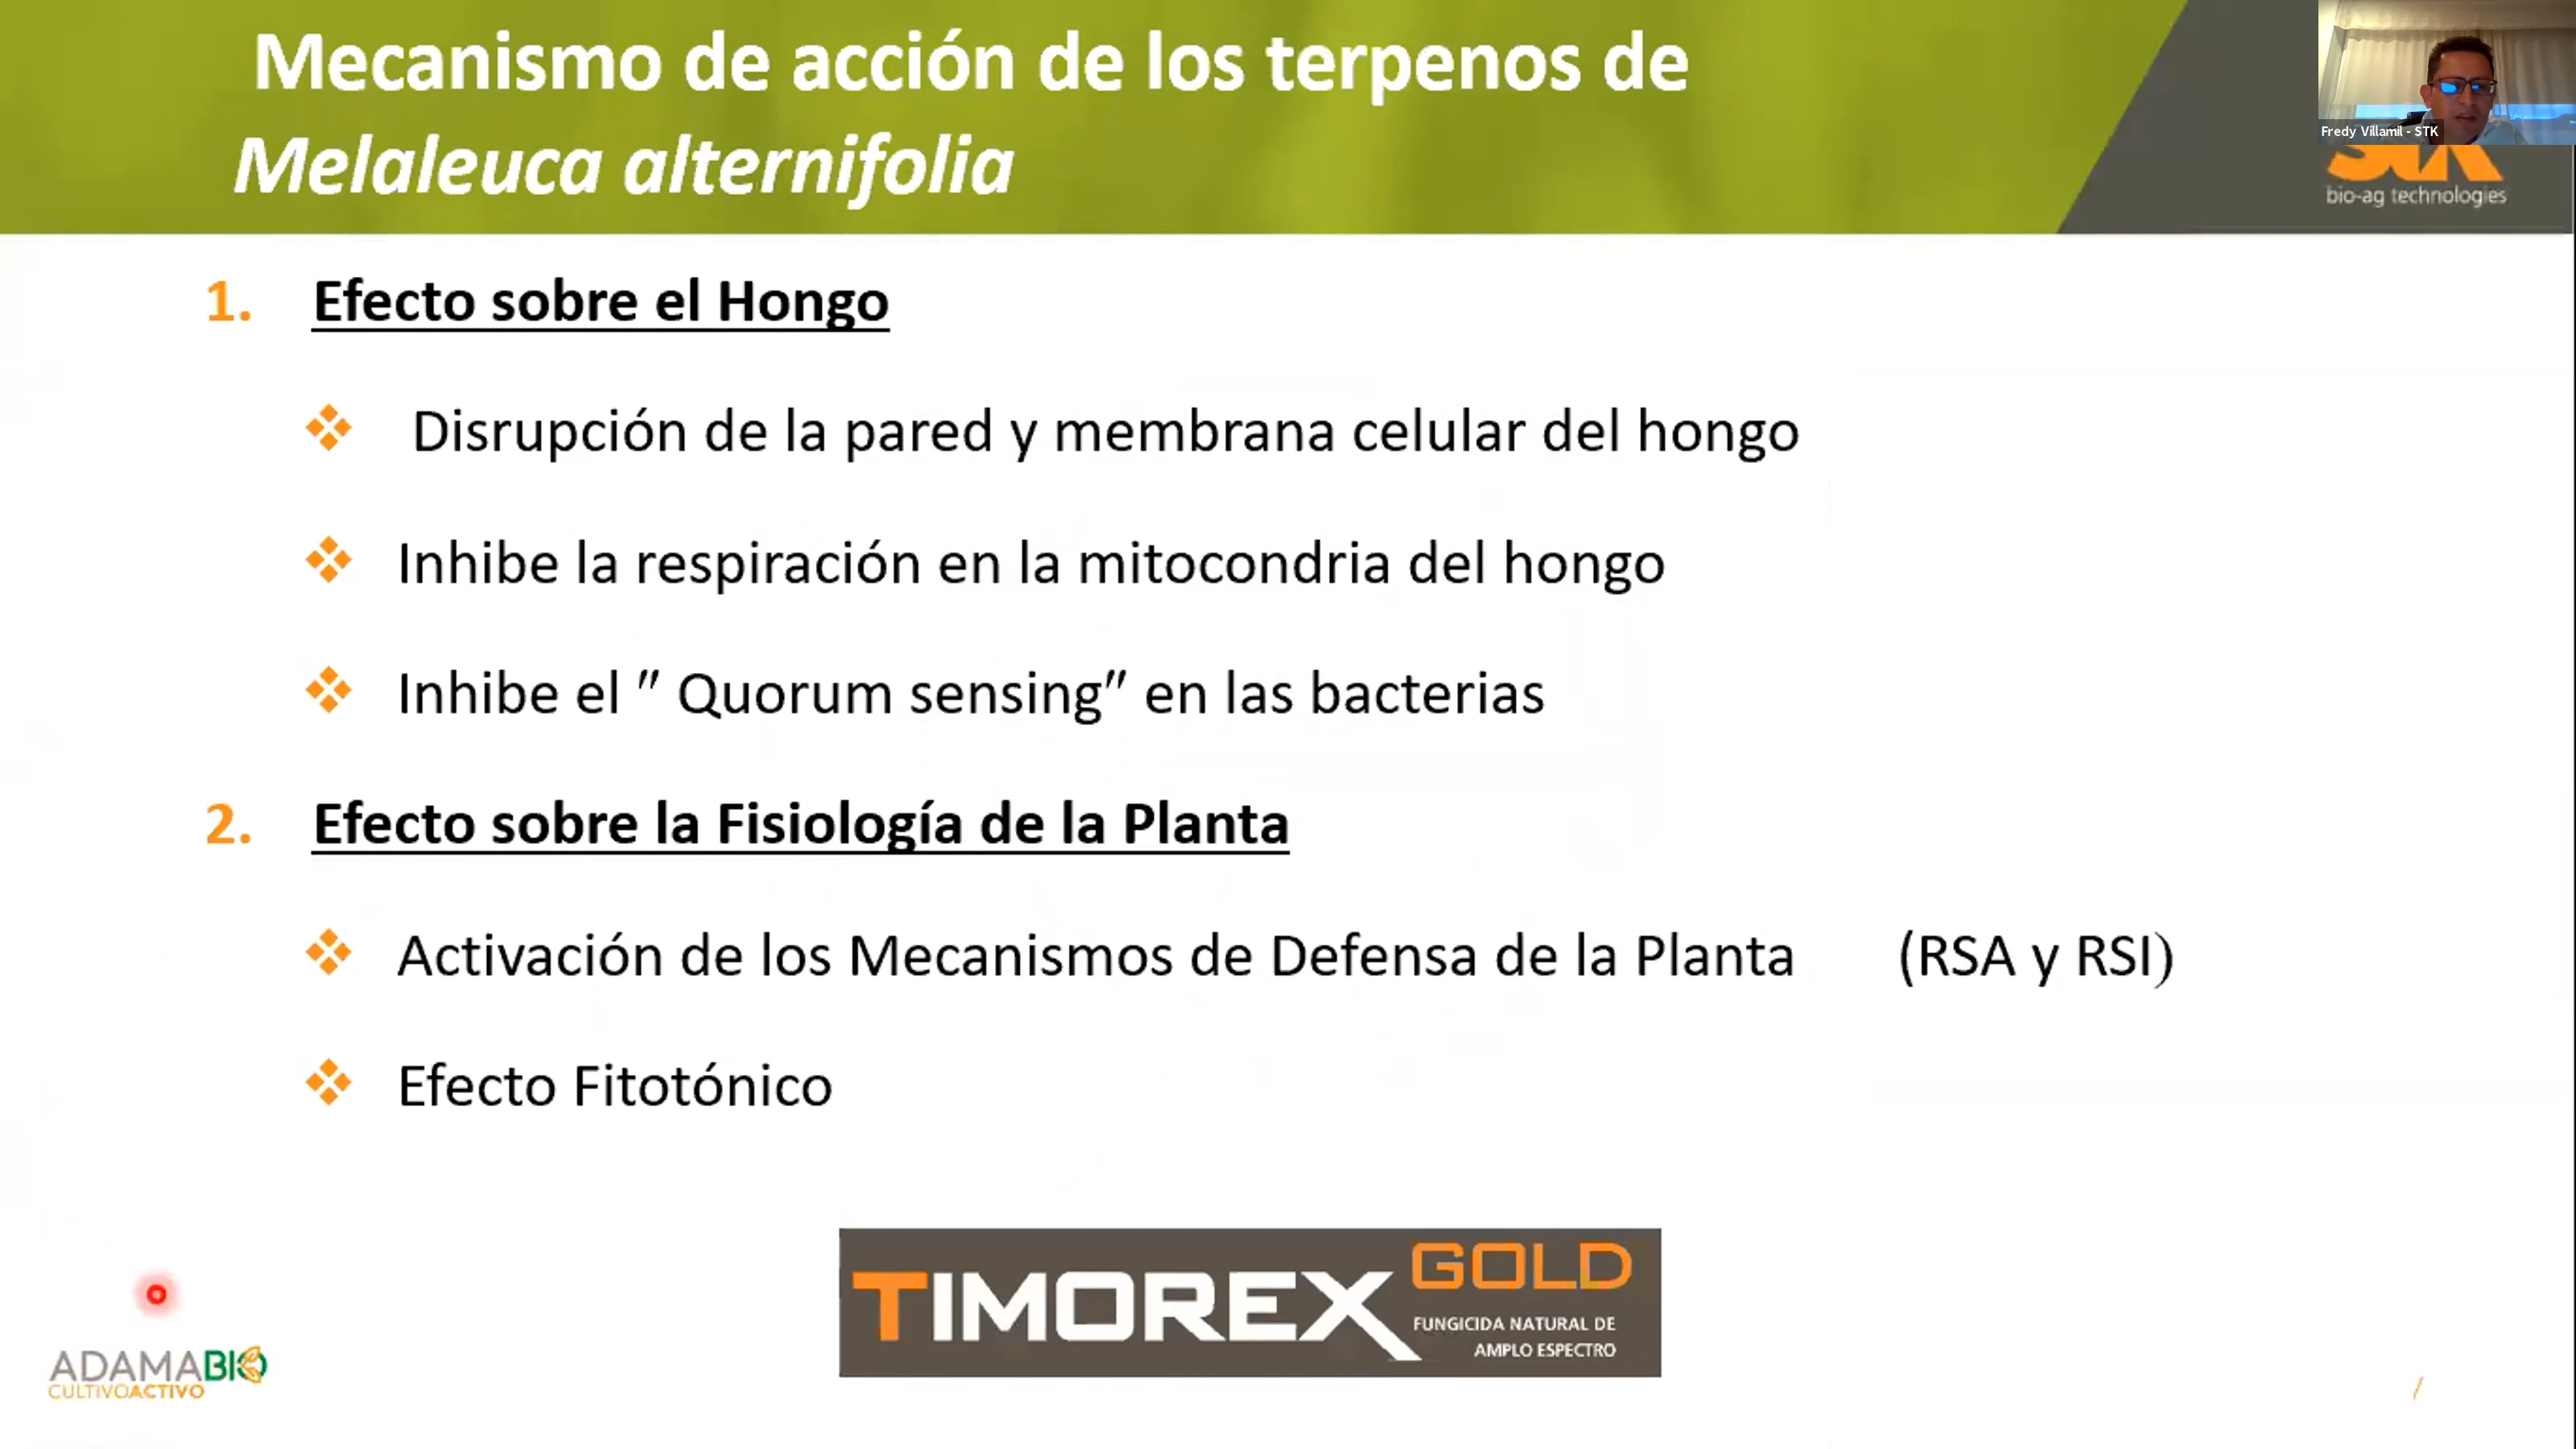 Mecanismo de acción de los terpenos de
Melaleuca alternifolia
Fredy Villamil - STK
stk
bio-ag technologies
1. Efecto sobre el Hongo
Disrupción de la pared y membrana celular del hongo
Inhibe la respiración en la mitocondria del hongo
Inhibe el " Quorum sensing" en las bacterias
2. Efecto sobre la Fisiología de la Planta
Activación de los Mecanismos de Defensa de la Planta (RSA y RSI)
Efecto Fitotónico
TIMOREX GOLD
FUNGICIDA NATURAL DE
AMPLO ESPECTRO
ADAMABIO
CULTIVOACTIVO
/